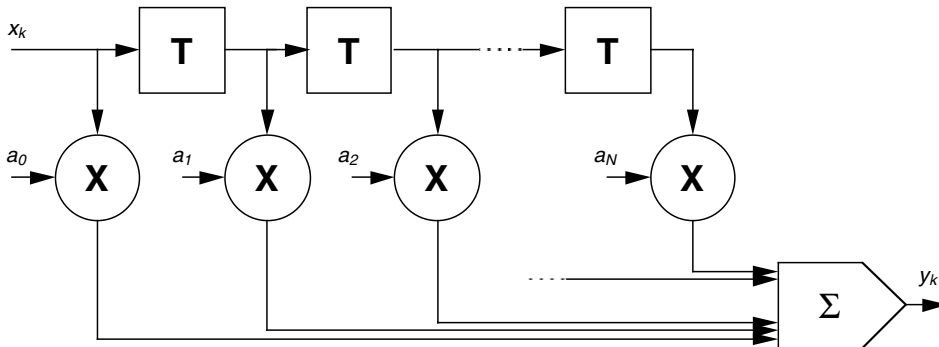 x_k
T T T
a_0 X a_1 X a_2 X a_N X
Σ y_k